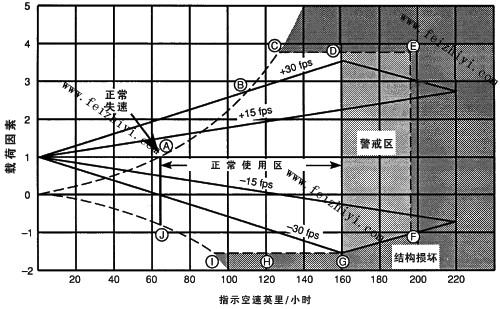 5
www.feizhiyi.com
C
D
E
4
+30 fps
B
3
正常
失速
www.feizhiyi.com
+15 fps
2
A
警戒区
载荷因素
1
正常使用区
-15 fps
www.feizhiyi.com
0
-30 fps
J
F
-1
结构损坏
I
H
G
-2
20 40 60 80 100 120 140 160 180 200 220
指示空速英里/小时